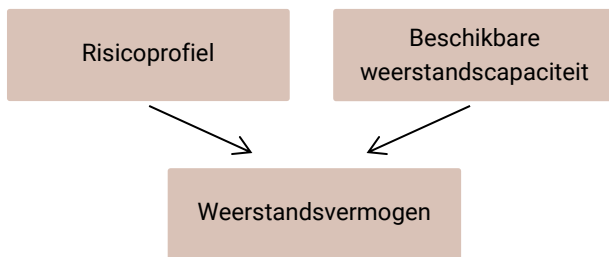 Risicoprofiel
Beschikbare
weerstandscapaciteit
Weerstandsvermogen